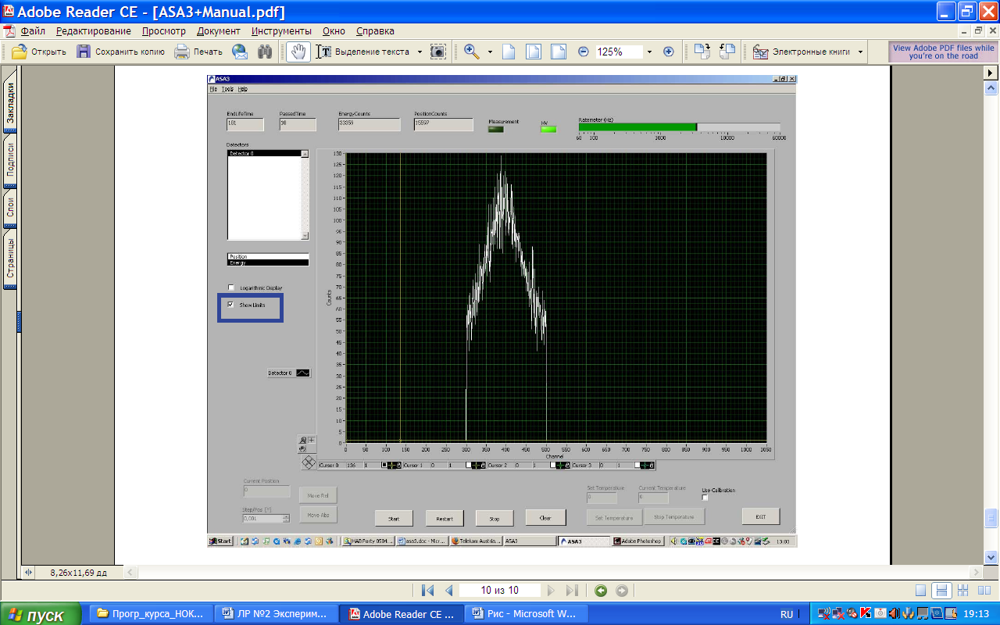 Adobe Reader CE - [ASA3+Manual.pdf]
Файл Редактирование Просмотр Документ Инструменты Окно Справка
Открыть Сохранить копию Печать Выделение текста 125% Электронные книги
View Adobe PDF files while
you're on the road
Закладки
Подписи
Слои
Страницы
ASA3
File Tools Help
EndLifeTime PassedTime EnergyCounts PositionCounts Measurement HV Ratemeter (Hz)
101 10 33359 15597
60 100 1000 10000 60000
Detectors
Detector 0
Position
Energy
Logarithmic Display
Show Limits
Detector 0
Counts
130
125
120
115
110
105
100
95
90
85
80
75
70
65
60
55
50
45
40
35
30
25
20
15
10
5
0
0 50 100 150 200 250 300 350 400 450 500 550 600 650 700 750 800 850 900 950 1000 1050
Channel
Cursor 0 136 1 Cursor 1 0 1 Cursor 2 0 1 Cursor 3 0 1
Current Position
0
Move Rel
Step/Pos [°]
0,001
Move Abs
Start Restart Stop Clear
Set Temperature Current Temperature Use Calibration
0 0
Set Temperature Stop Temperature EXIT
Start HAB Party 0504... asa3.doc - Micr... Telekom Austria... ASA3 ASA3 Adobe Photoshop DE 13:03
8,26x11,69 дд
10 из 10
пуск Прогр_курса_НОК... ЛР N92 Эксперим... Adobe Reader CE ... Рис - Microsoft W... RU 19:13